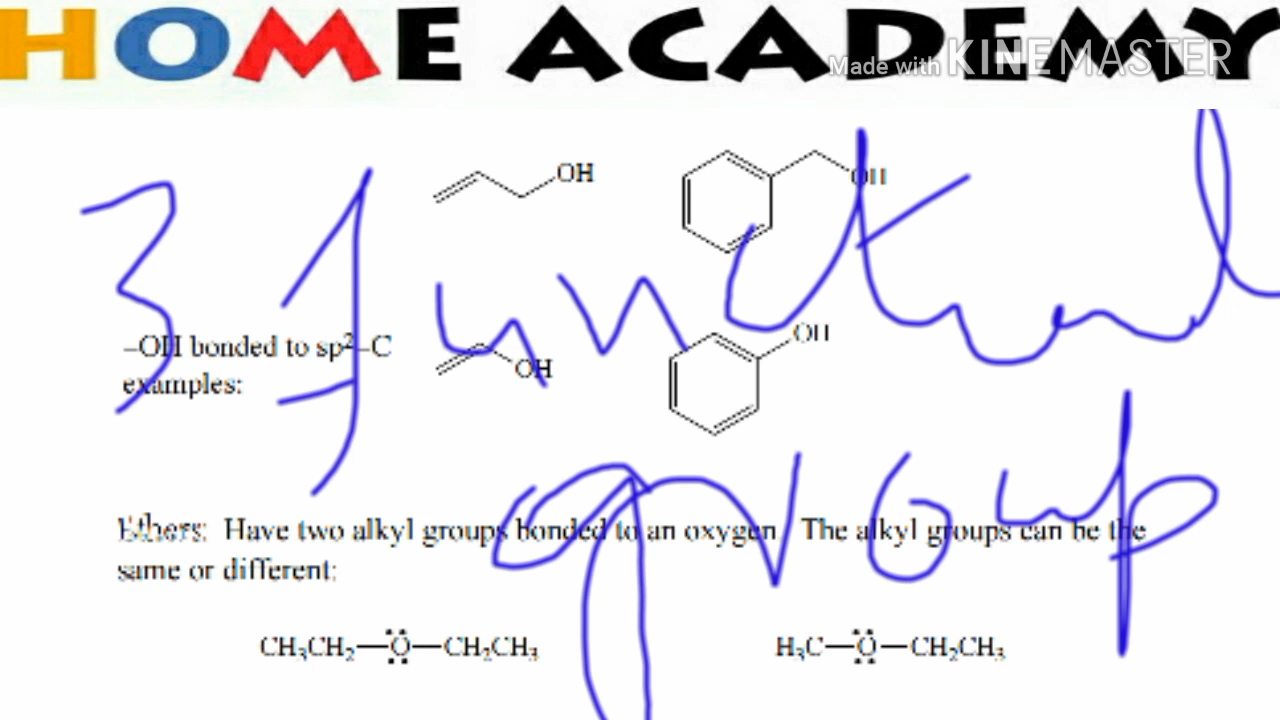 HOME ACADEMY
Made with KINEMASTER
OH
OH
3 functional
–OH bonded to sp²–C
examples:
OH
OH
group
Ethers: Have two alkyl groups bonded to an oxygen. The alkyl groups can be the
same or different:
CH₃CH₂—Ö—CH₂CH₃
H₃C—Ö—CH₂CH₃